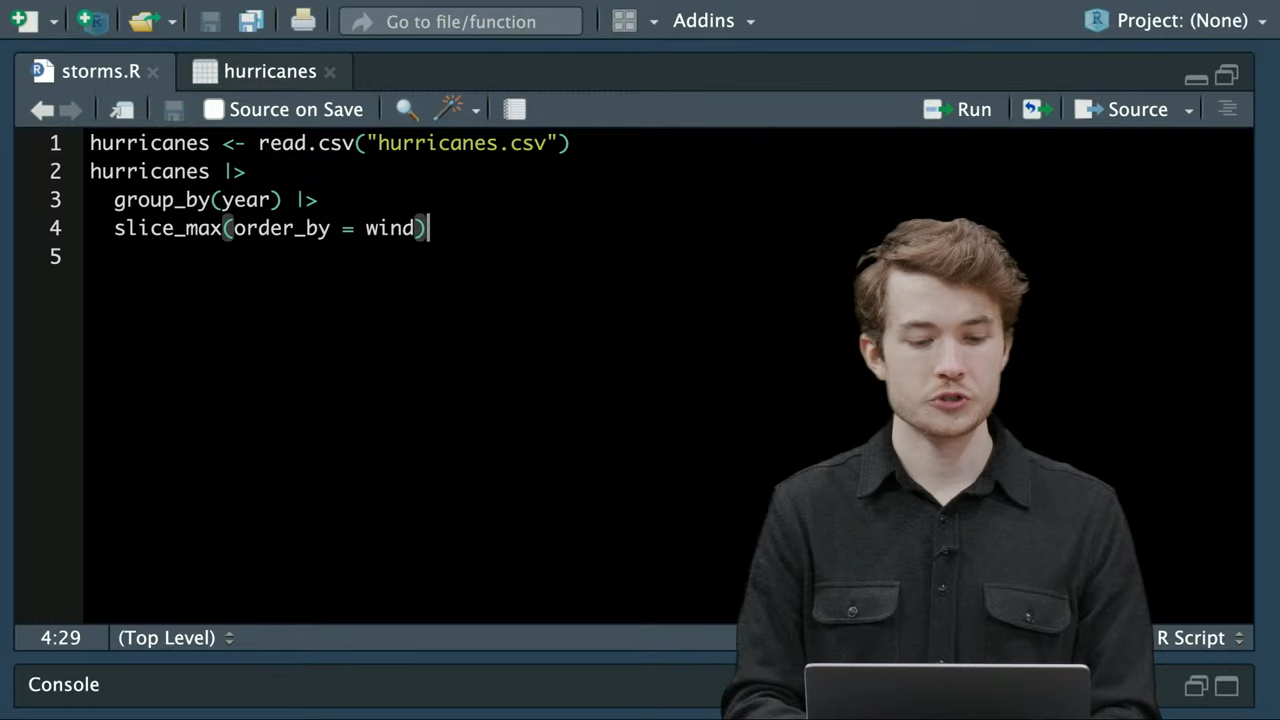 Go to file/function
Addins
Project: (None)
storms.R
hurricanes
Source on Save
Run
Source
1 hurricanes <- read.csv("hurricanes.csv")
2 hurricanes |>
3   group_by(year) |>
4   slice_max(order_by = wind)
5
4:29
(Top Level)
R Script
Console